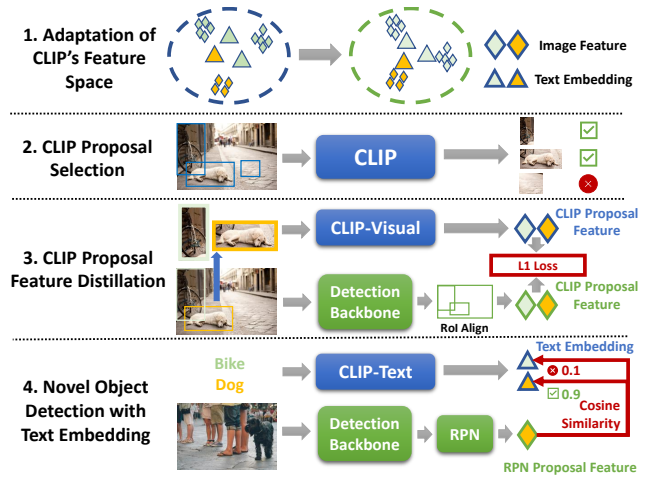 1. Adaptation of
CLIP's Feature
Space
Image Feature
Text Embedding
2. CLIP Proposal
Selection
CLIP
3. CLIP Proposal
Feature Distillation
CLIP-Visual
CLIP Proposal
Feature
L1 Loss
Detection
Backbone
RoI Align
CLIP Proposal
Feature
4. Novel Object
Detection with
Text Embedding
Bike
Dog
CLIP-Text
Text Embedding
0.1
0.9
Cosine
Similarity
Detection
Backbone
RPN
RPN Proposal Feature